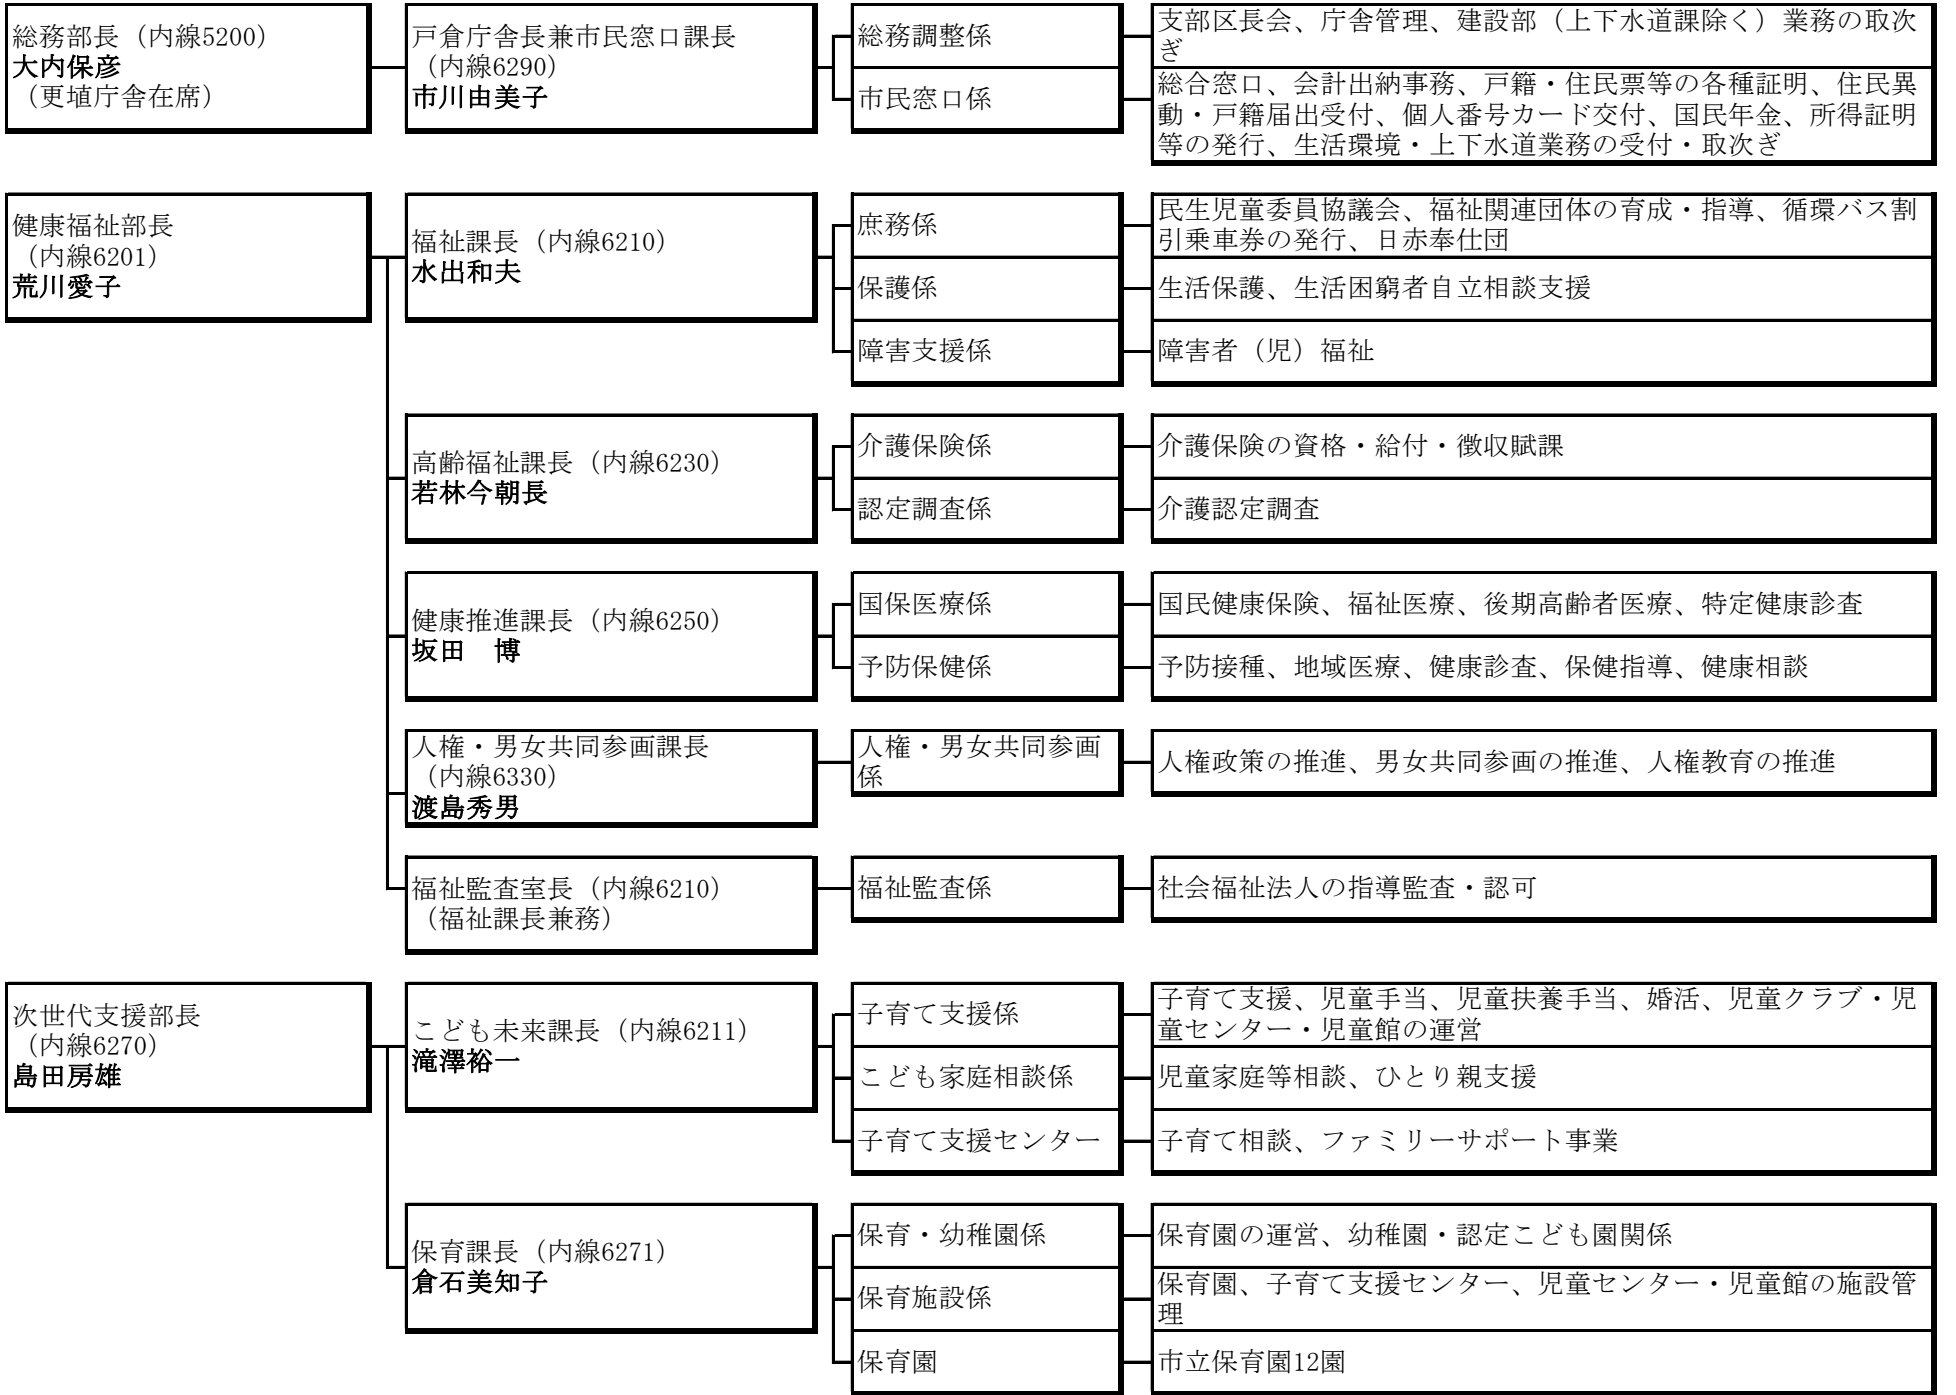 総務部長（内線5200）
大内保彦
（更埴庁舎在席）
戸倉庁舎長兼市民窓口課長
（内線6290）
市川由美子
総務調整係
支部区長会、庁舎管理、建設部（上下水道課除く）業務の取次
ぎ
市民窓口係
総合窓口、会計出納事務、戸籍・住民票等の各種証明、住民異
動・戸籍届出受付、個人番号カード交付、国民年金、所得証明
等の発行、生活環境・上下水道業務の受付・取次ぎ
健康福祉部長
（内線6201）
荒川愛子
福祉課長（内線6210）
水出和夫
庶務係
民生児童委員協議会、福祉関連団体の育成・指導、循環バス割
引乗車券の発行、日赤奉仕団
保護係
生活保護、生活困窮者自立相談支援
障害支援係
障害者（児）福祉
高齢福祉課長（内線6230）
若林今朝長
介護保険係
介護保険の資格・給付・徴収賦課
認定調査係
介護認定調査
健康推進課長（内線6250）
坂田　博
国保医療係
国民健康保険、福祉医療、後期高齢者医療、特定健康診査
予防保健係
予防接種、地域医療、健康診査、保健指導、健康相談
人権・男女共同参画課長
（内線6330）
渡島秀男
人権・男女共同参画
係
人権政策の推進、男女共同参画の推進、人権教育の推進
福祉監査室長（内線6210）
（福祉課長兼務）
福祉監査係
社会福祉法人の指導監査・認可
次世代支援部長
（内線6270）
島田房雄
こども未来課長（内線6211）
滝澤裕一
子育て支援係
子育て支援、児童手当、児童扶養手当、婚活、児童クラブ・児
童センター・児童館の運営
こども家庭相談係
児童家庭等相談、ひとり親支援
子育て支援センター
子育て相談、ファミリーサポート事業
保育課長（内線6271）
倉石美知子
保育・幼稚園係
保育園の運営、幼稚園・認定こども園関係
保育施設係
保育園、子育て支援センター、児童センター・児童館の施設管
理
保育園
市立保育園12園